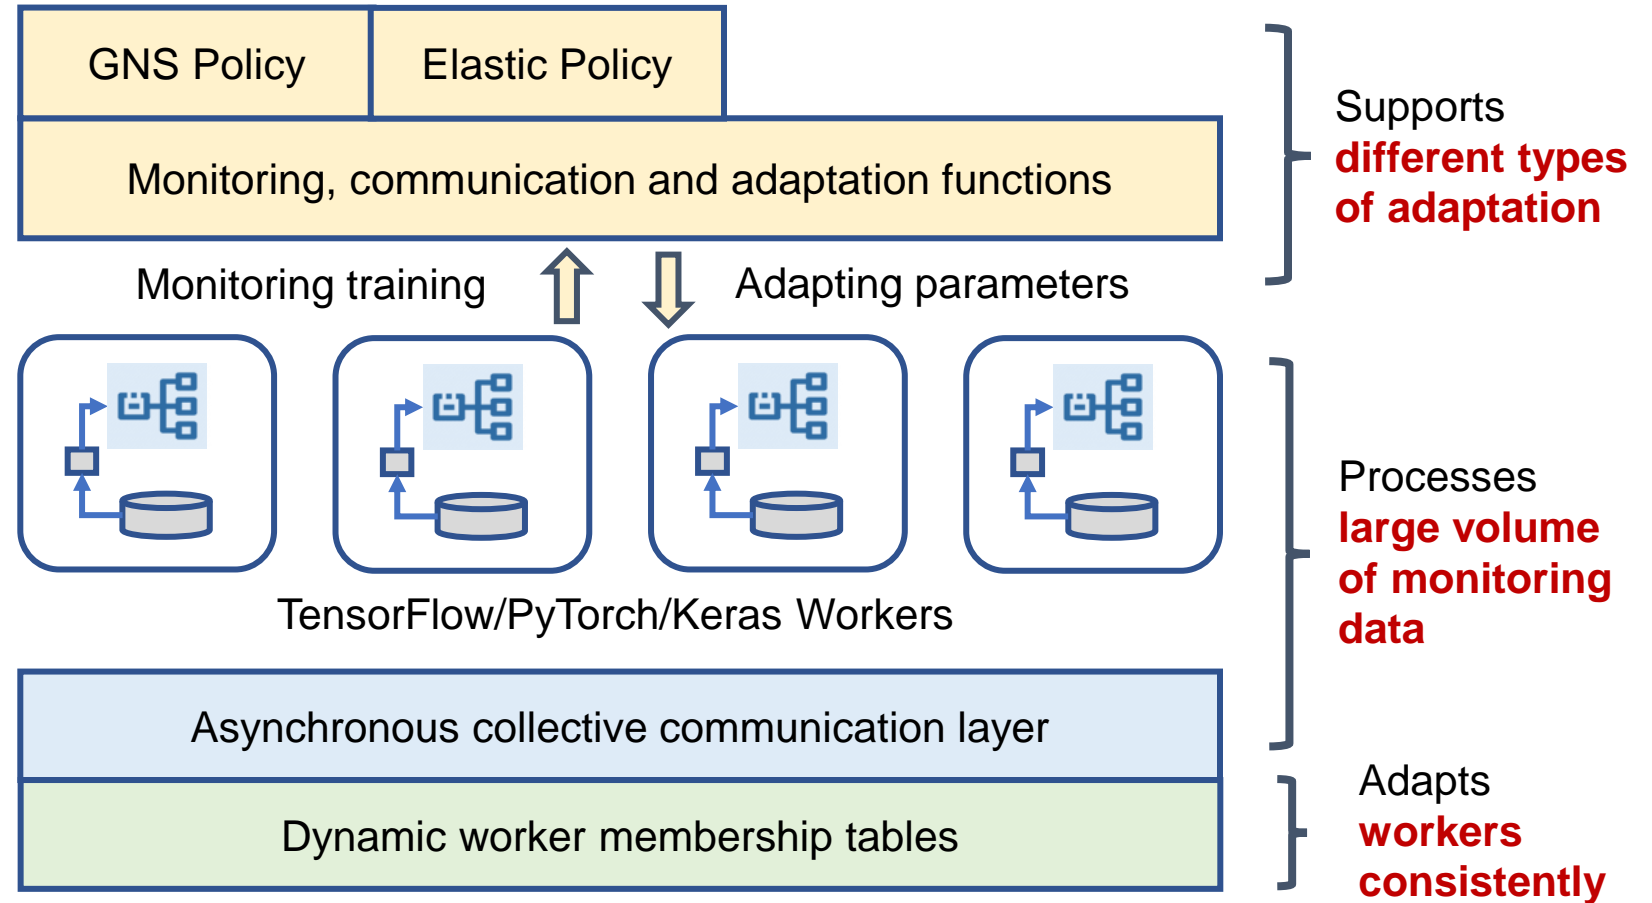 GNS Policy
Elastic Policy
Monitoring, communication and adaptation functions
Supports
different types
of adaptation
Monitoring training
Adapting parameters
TensorFlow/PyTorch/Keras Workers
Processes
large volume
of monitoring
data
Asynchronous collective communication layer
Dynamic worker membership tables
Adapts
workers
consistently